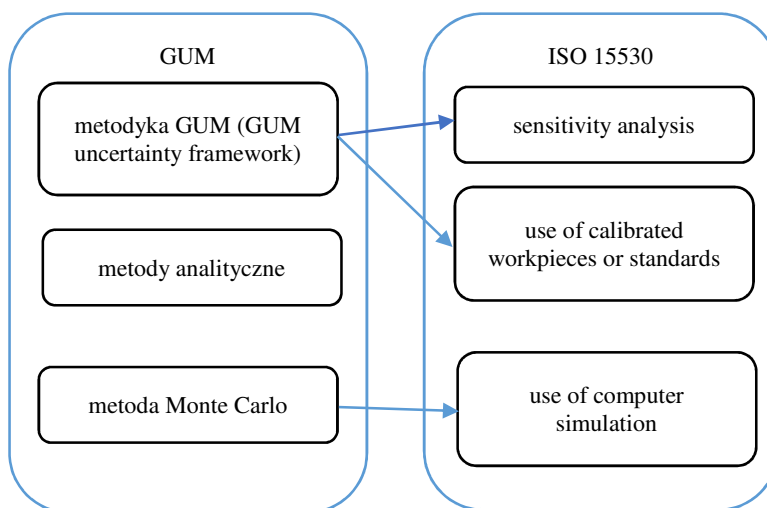 GUM
metodyka GUM (GUM
uncertainty framework)
metody analityczne
metoda Monte Carlo
ISO 15530
sensitivity analysis
use of calibrated
workpieces or standards
use of computer
simulation